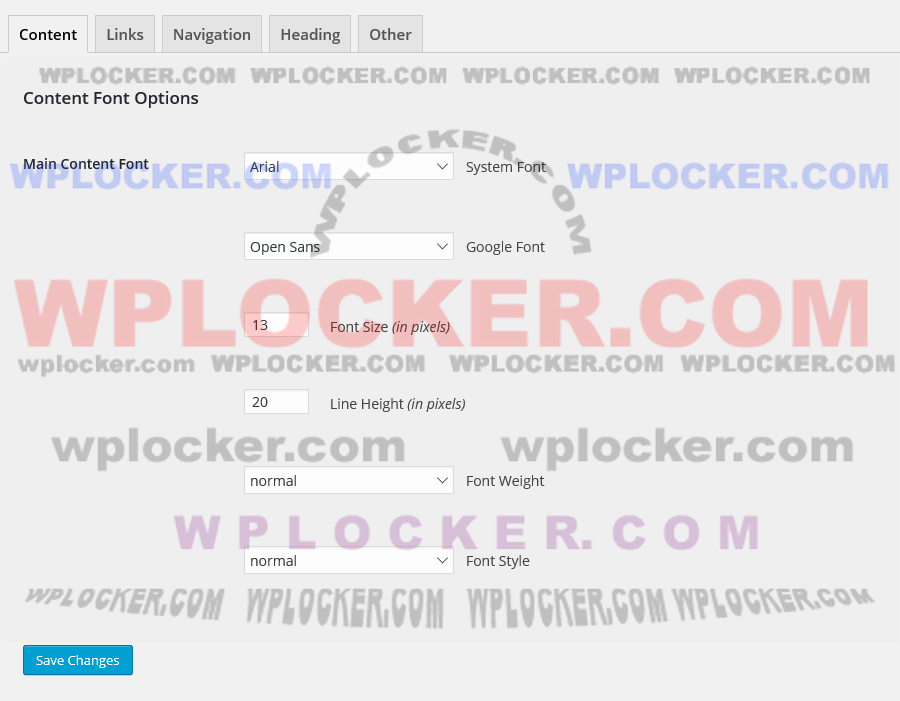 Content Links Navigation Heading Other
WPLOCKER.COM WPLOCKER.COM WPLOCKER.COM WPLOCKER.COM
Content Font Options
WPLOCKER.COM
Main Content Font Arial System Font
WPLOCKER.COM WPLOCKER.COM
Open Sans Google Font
WPLOCKER.COM
13 Font Size (in pixels)
wplocker.com WPLOCKER.COM WPLOCKER.COM WPLOCKER.COM
20 Line Height (in pixels)
wplocker.com wplocker.com
normal Font Weight
WPLOCKER.COM
normal Font Style
WPLOCKER.COM WPLOCKER.COM WPLOCKER.COM WPLOCKER.COM
Save Changes